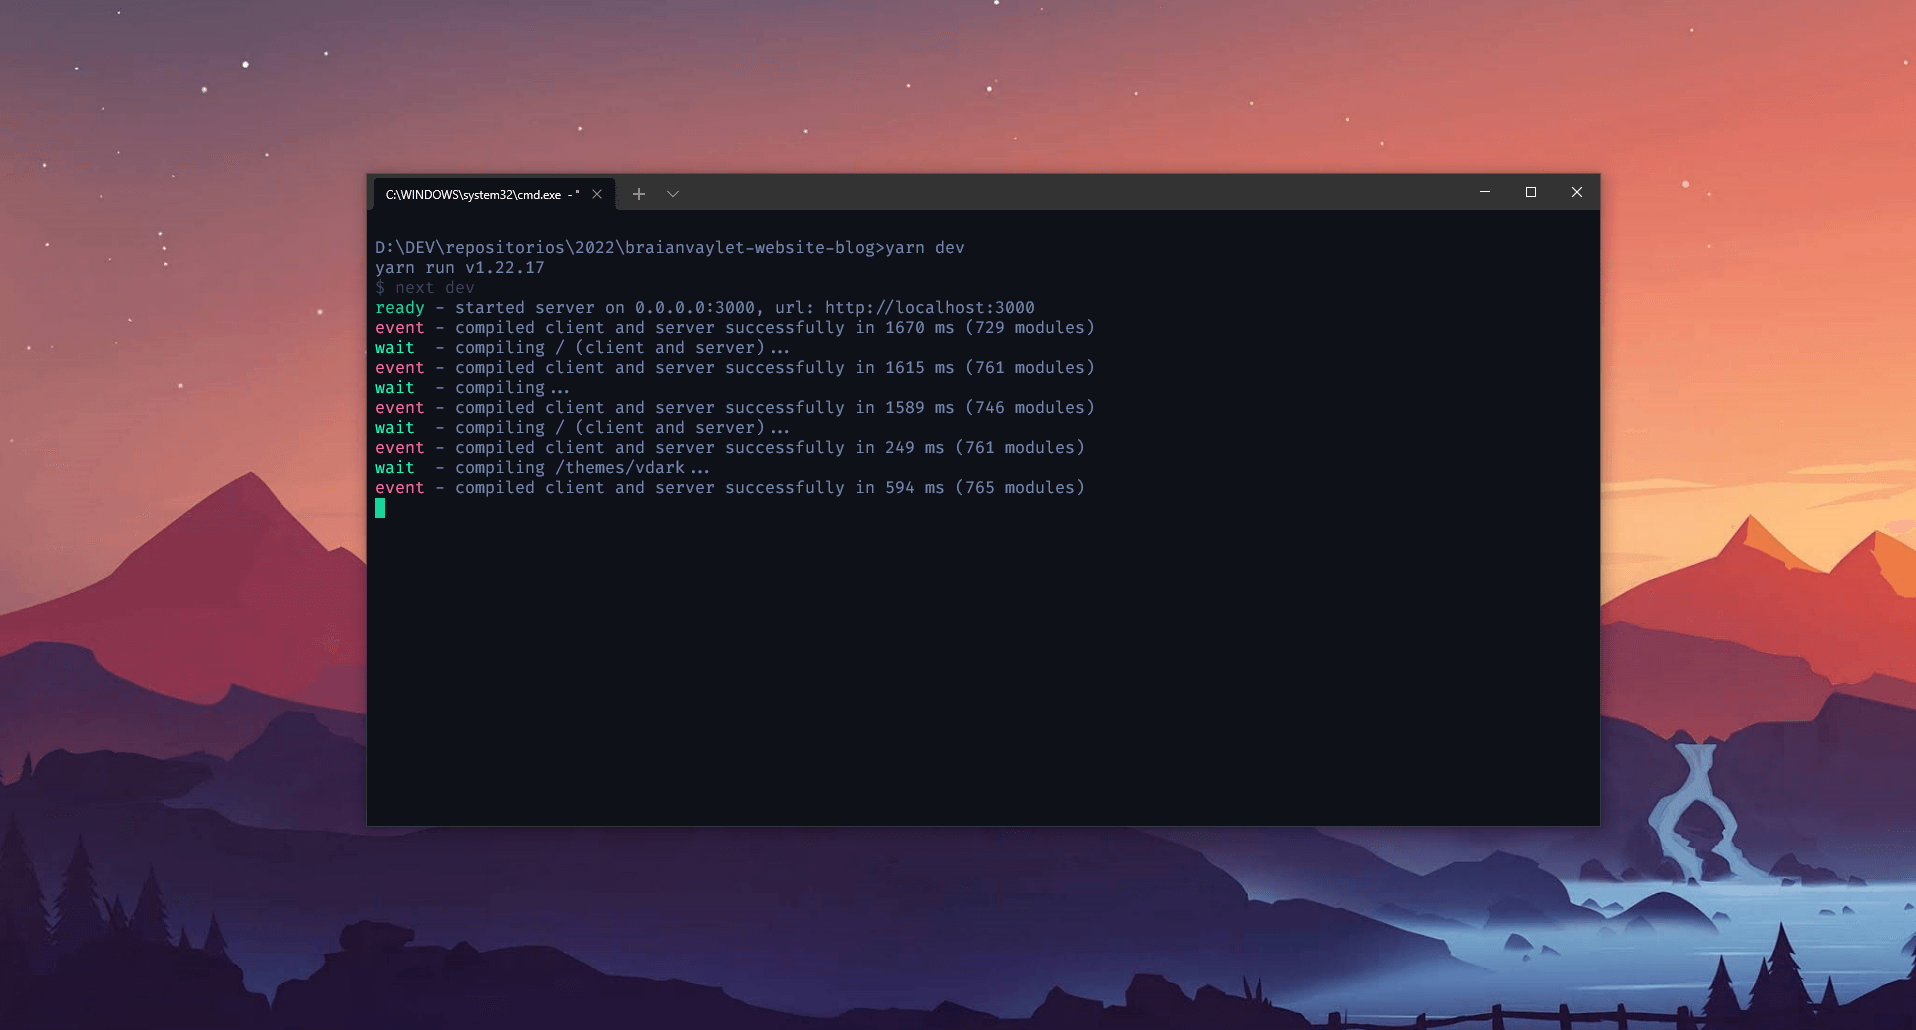 C:\WINDOWS\system32\cmd.exe - "
D:\DEV\repositorios\2022\braianvaylet-website-blog>yarn dev
yarn run v1.22.17
$ next dev
ready - started server on 0.0.0.0:3000, url: http://localhost:3000
event - compiled client and server successfully in 1670 ms (729 modules)
wait  - compiling / (client and server)...
event - compiled client and server successfully in 1615 ms (761 modules)
wait  - compiling...
event - compiled client and server successfully in 1589 ms (746 modules)
wait  - compiling / (client and server)...
event - compiled client and server successfully in 249 ms (761 modules)
wait  - compiling /themes/vdark...
event - compiled client and server successfully in 594 ms (765 modules)